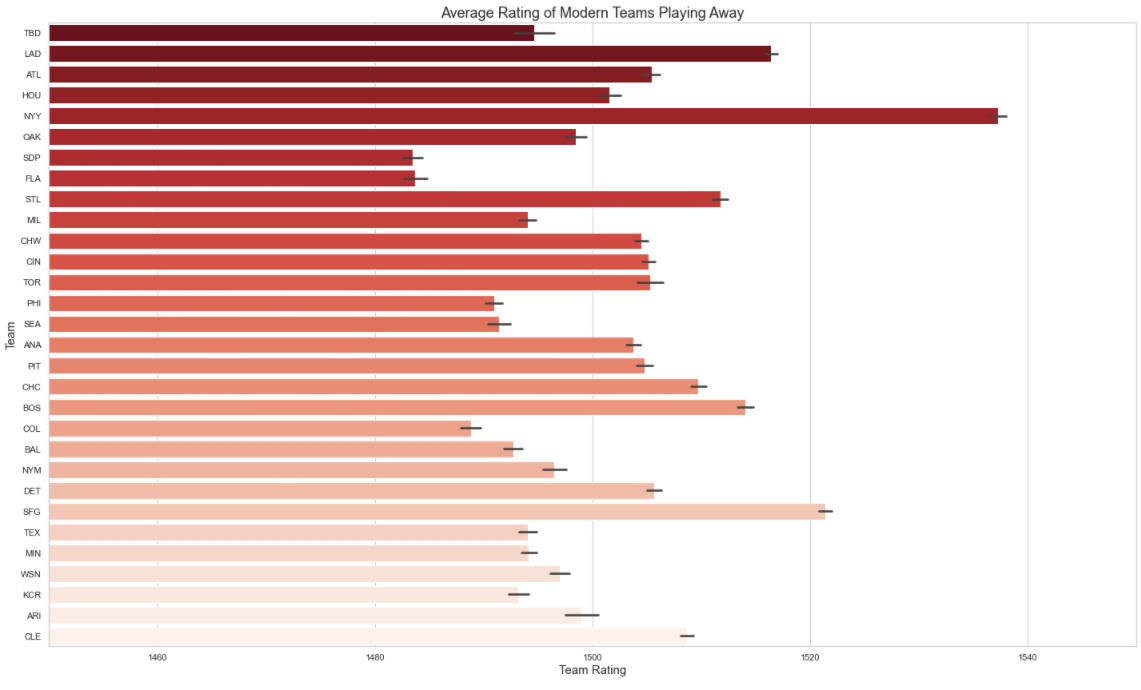 Average Rating of Modern Teams Playing Away
TBD
LAD
ATL
HOU
NYY
OAK
SDP
FLA
STL
MIL
CHW
CIN
TOR
PHI
SEA
ANA
PIT
CHC
BOS
COL
BAL
NYM
DET
SFG
TEX
MIN
WSN
KCR
ARI
CLE
Team
1460 1480 1500 1520 1540
Team Rating